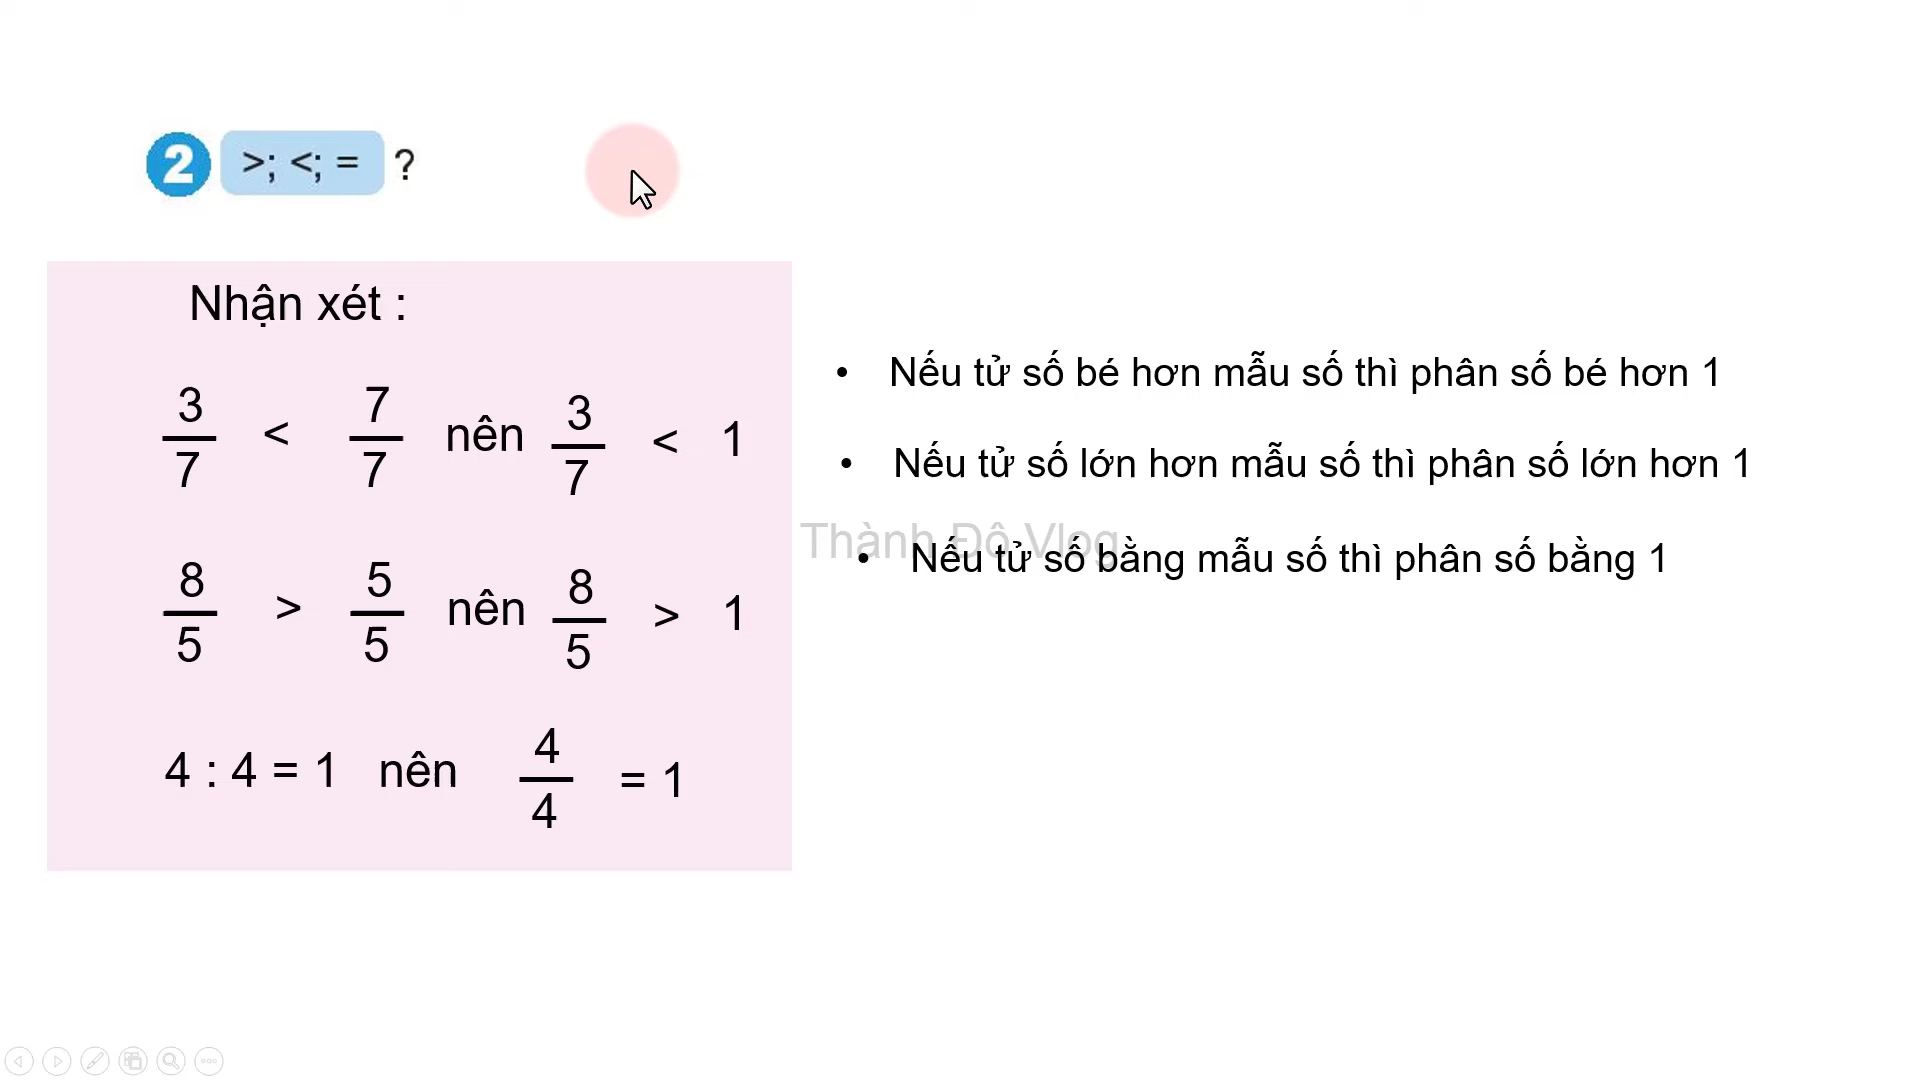 2 >; <; = ?
Nhận xét :
3/7 < 7/7 nên 3/7 < 1
8/5 > 5/5 nên 8/5 > 1
4 : 4 = 1 nên 4/4 = 1
• Nếu tử số bé hơn mẫu số thì phân số bé hơn 1
• Nếu tử số lớn hơn mẫu số thì phân số lớn hơn 1
Thành Đô Vlog
• Nếu tử số bằng mẫu số thì phân số bằng 1